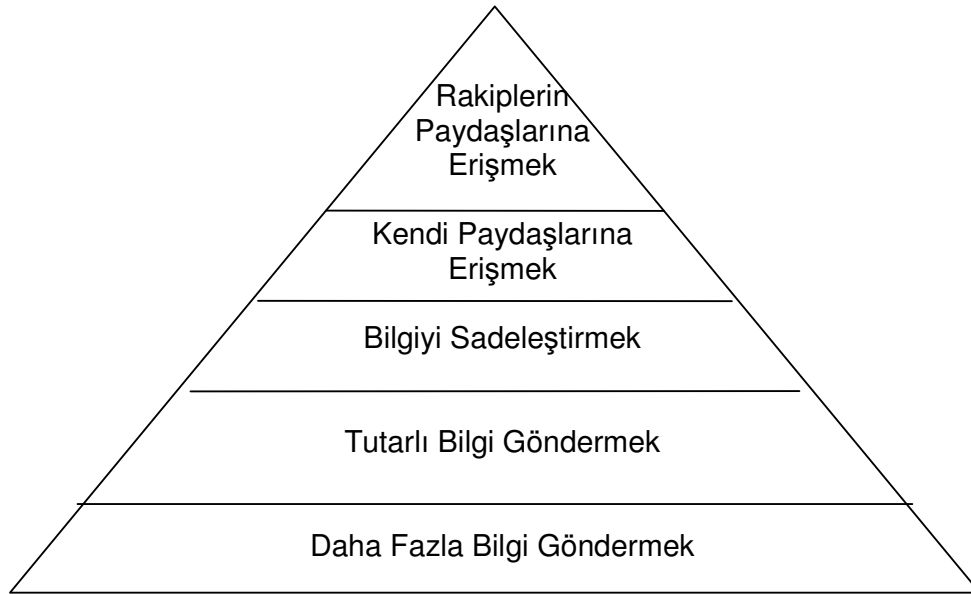 Rakiplerin
Paydaşlarına
Erişmek
Kendi Paydaşlarına
Erişmek
Bilgiyi Sadeleştirmek
Tutarlı Bilgi Göndermek
Daha Fazla Bilgi Göndermek